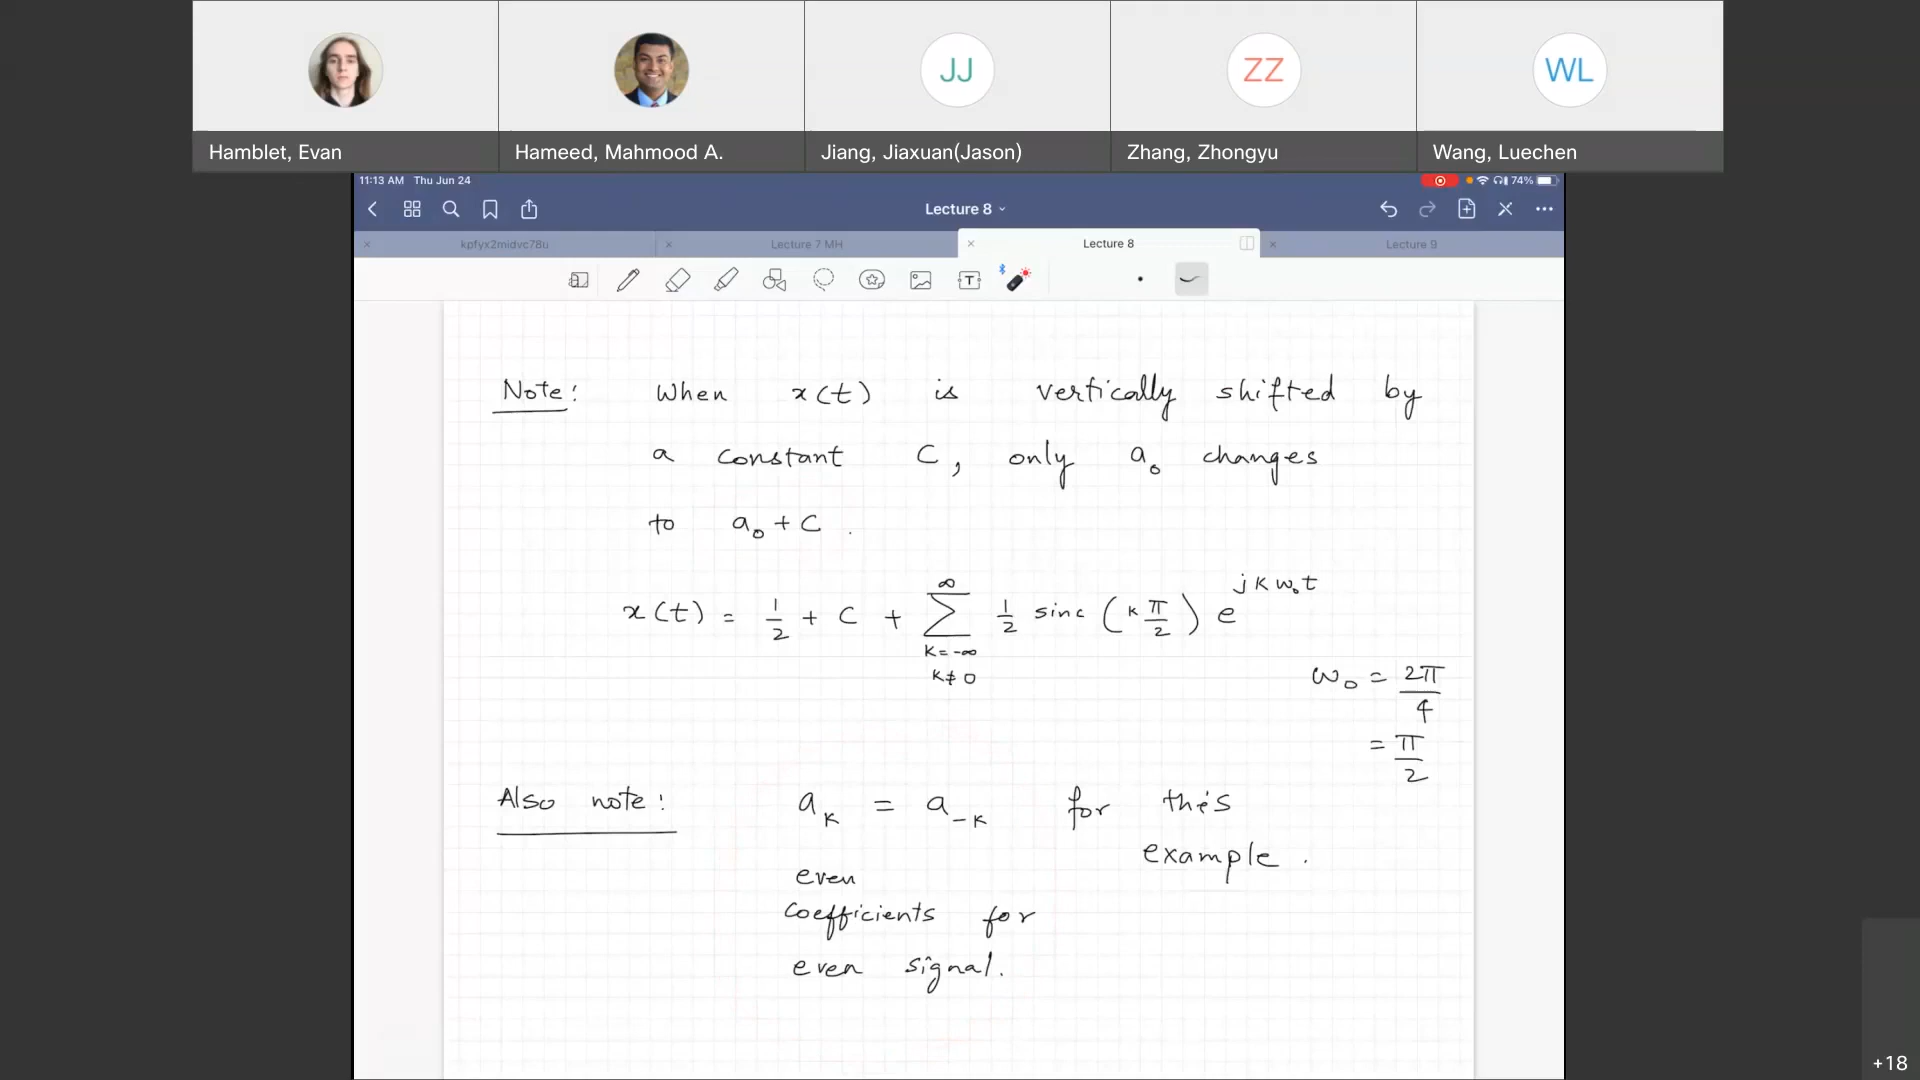 JJ
ZZ
WL
Hamblet, Evan
Hameed, Mahmood A.
Jiang, Jiaxuan(Jason)
Zhang, Zhongyu
Wang, Luechen
11:13 AM Thu Jun 24
74%
Lecture 8
kpfyx2midvc78u
Lecture 7 MH
Lecture 8
Lecture 9
Note: When x(t) is vertically shifted by
a constant C, only a₀ changes
to a₀ + C.
x(t) = 1/2 + C + ∑_{k=-∞, k≠0}^{∞} 1/2 sinc (k π/2) e^{jkω₀t}
ω₀ = 2π/4
= π/2
Also note: a_k = a_{-k} for this
example.
even
coefficients for
even signal.
+18